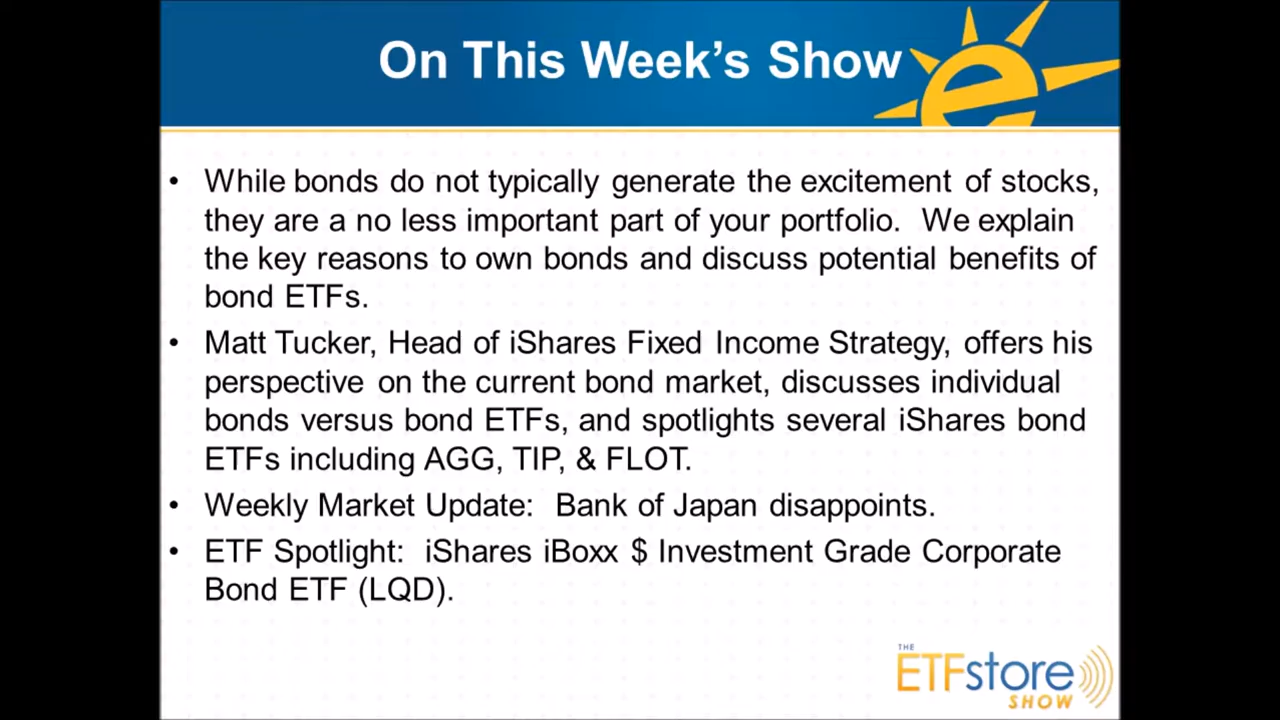 On This Week's Show
• While bonds do not typically generate the excitement of stocks,
they are a no less important part of your portfolio.  We explain
the key reasons to own bonds and discuss potential benefits of
bond ETFs.
• Matt Tucker, Head of iShares Fixed Income Strategy, offers his
perspective on the current bond market, discusses individual
bonds versus bond ETFs, and spotlights several iShares bond
ETFs including AGG, TIP, & FLOT.
• Weekly Market Update:  Bank of Japan disappoints.
• ETF Spotlight:  iShares iBoxx $ Investment Grade Corporate
Bond ETF (LQD).
THE
ETFstore
SHOW